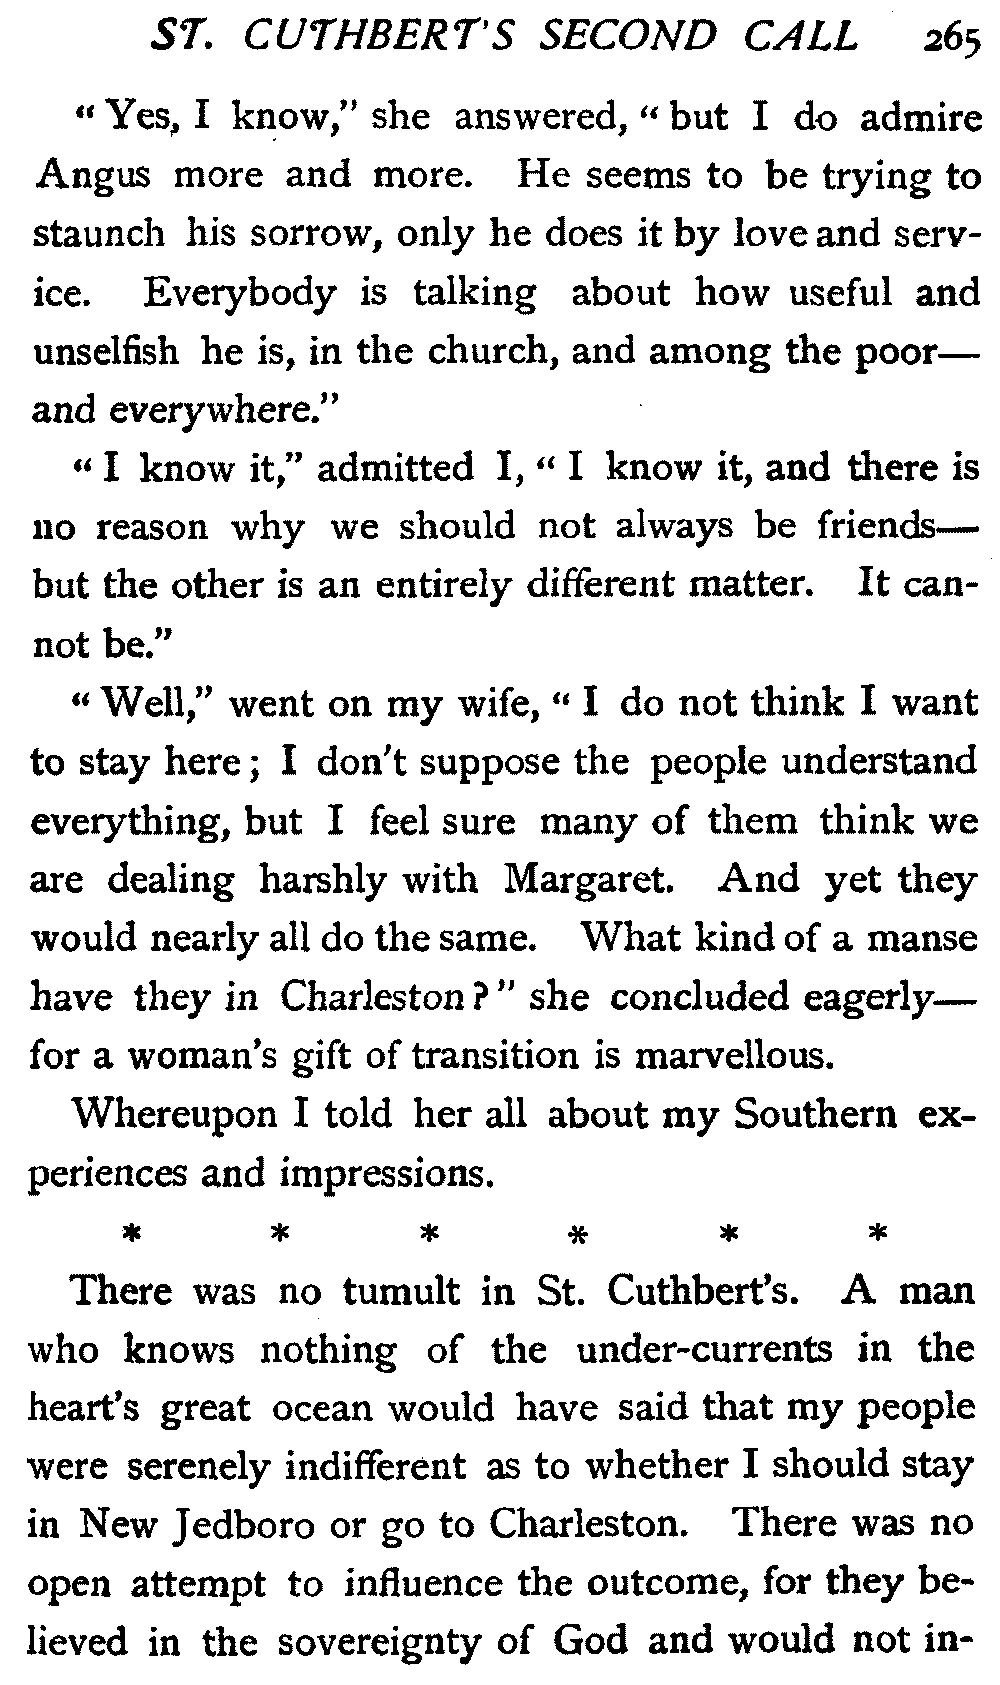 ST. CUTHBERT'S SECOND CALL 265
“ Yes, I know,” she answered, “ but I do admire
Angus more and more. He seems to be trying to
staunch his sorrow, only he does it by love and serv-
ice. Everybody is talking about how useful and
unselfish he is, in the church, and among the poor—
and everywhere.”
“ I know it,” admitted I, “ I know it, and there is
no reason why we should not always be friends—
but the other is an entirely different matter. It can-
not be.”
“ Well,” went on my wife, “ I do not think I want
to stay here ; I don't suppose the people understand
everything, but I feel sure many of them think we
are dealing harshly with Margaret. And yet they
would nearly all do the same. What kind of a manse
have they in Charleston ? ” she concluded eagerly—
for a woman's gift of transition is marvellous.
Whereupon I told her all about my Southern ex-
periences and impressions.
* * * * * *
There was no tumult in St. Cuthbert's. A man
who knows nothing of the under-currents in the
heart's great ocean would have said that my people
were serenely indifferent as to whether I should stay
in New Jedboro or go to Charleston. There was no
open attempt to influence the outcome, for they be-
lieved in the sovereignty of God and would not in-